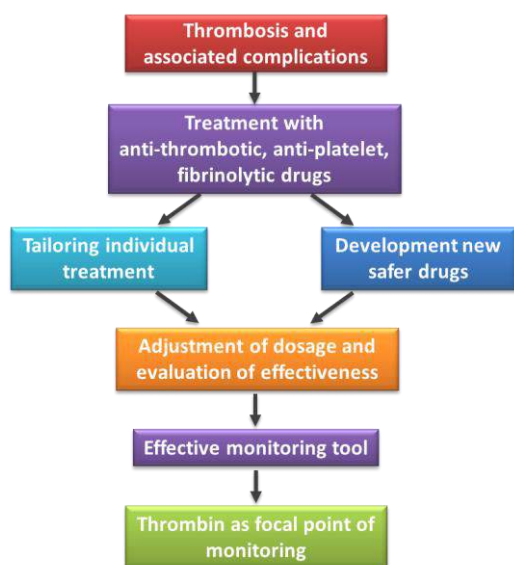 Thrombosis and
associated complications
Treatment with
anti-thrombotic, anti-platelet,
fibrinolytic drugs
Tailoring individual
treatment
Development new
safer drugs
Adjustment of dosage and
evaluation of effectiveness
Effective monitoring tool
Thrombin as focal point of
monitoring